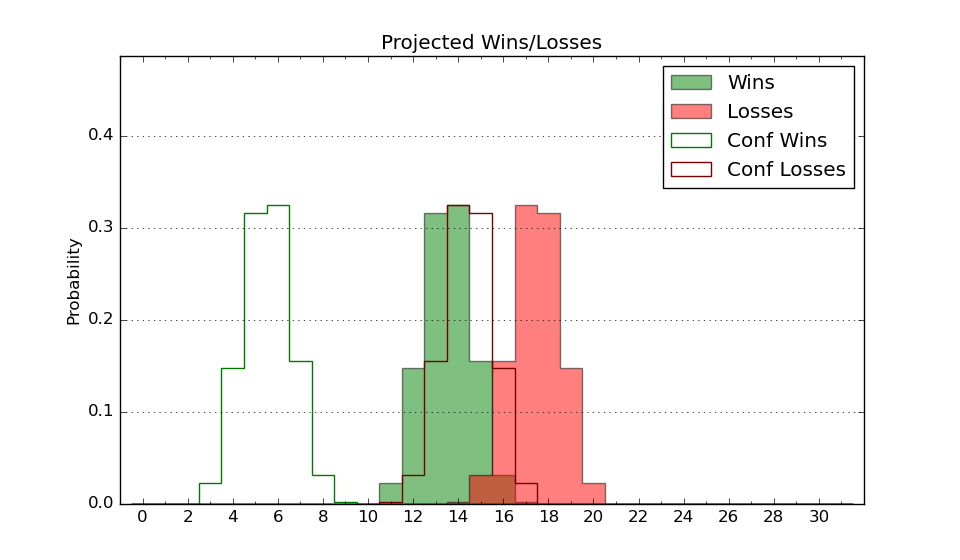 Projected Wins/Losses
Wins
Losses
Conf Wins
Conf Losses
Probability
0.4
0.3
0.2
0.1
0.0
0 2 4 6 8 10 12 14 16 18 20 22 24 26 28 30